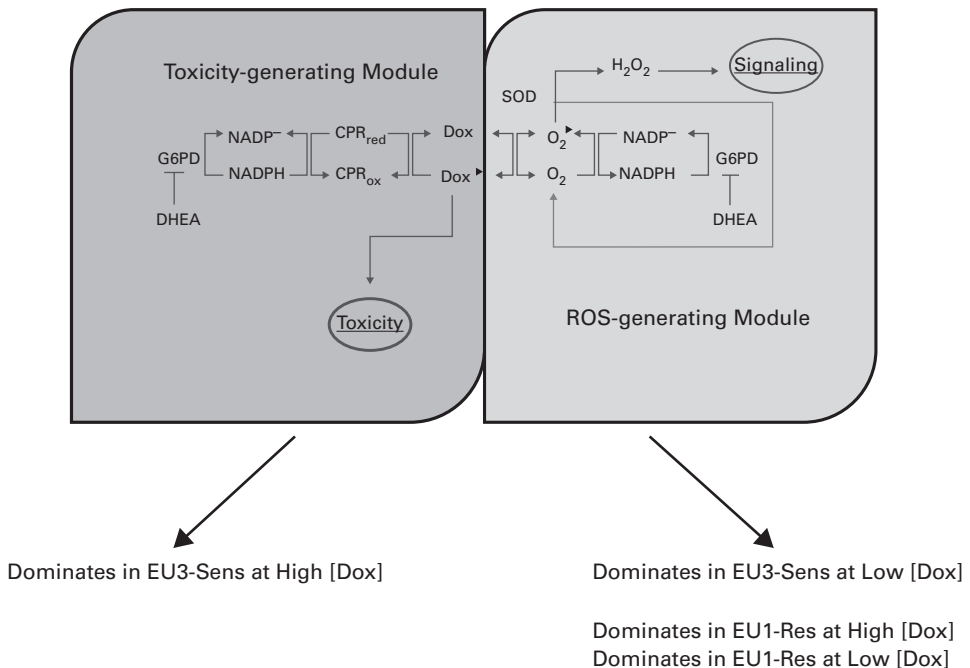 Toxicity-generating Module
G6PD
DHEA
NADP–
NADPH
CPRred
CPRox
Dox
Dox▸
Toxicity
SOD
H2O2
Signaling
O2▸
O2
NADP–
NADPH
G6PD
DHEA
ROS-generating Module
Dominates in EU3-Sens at High [Dox]
Dominates in EU3-Sens at Low [Dox]
Dominates in EU1-Res at High [Dox]
Dominates in EU1-Res at Low [Dox]